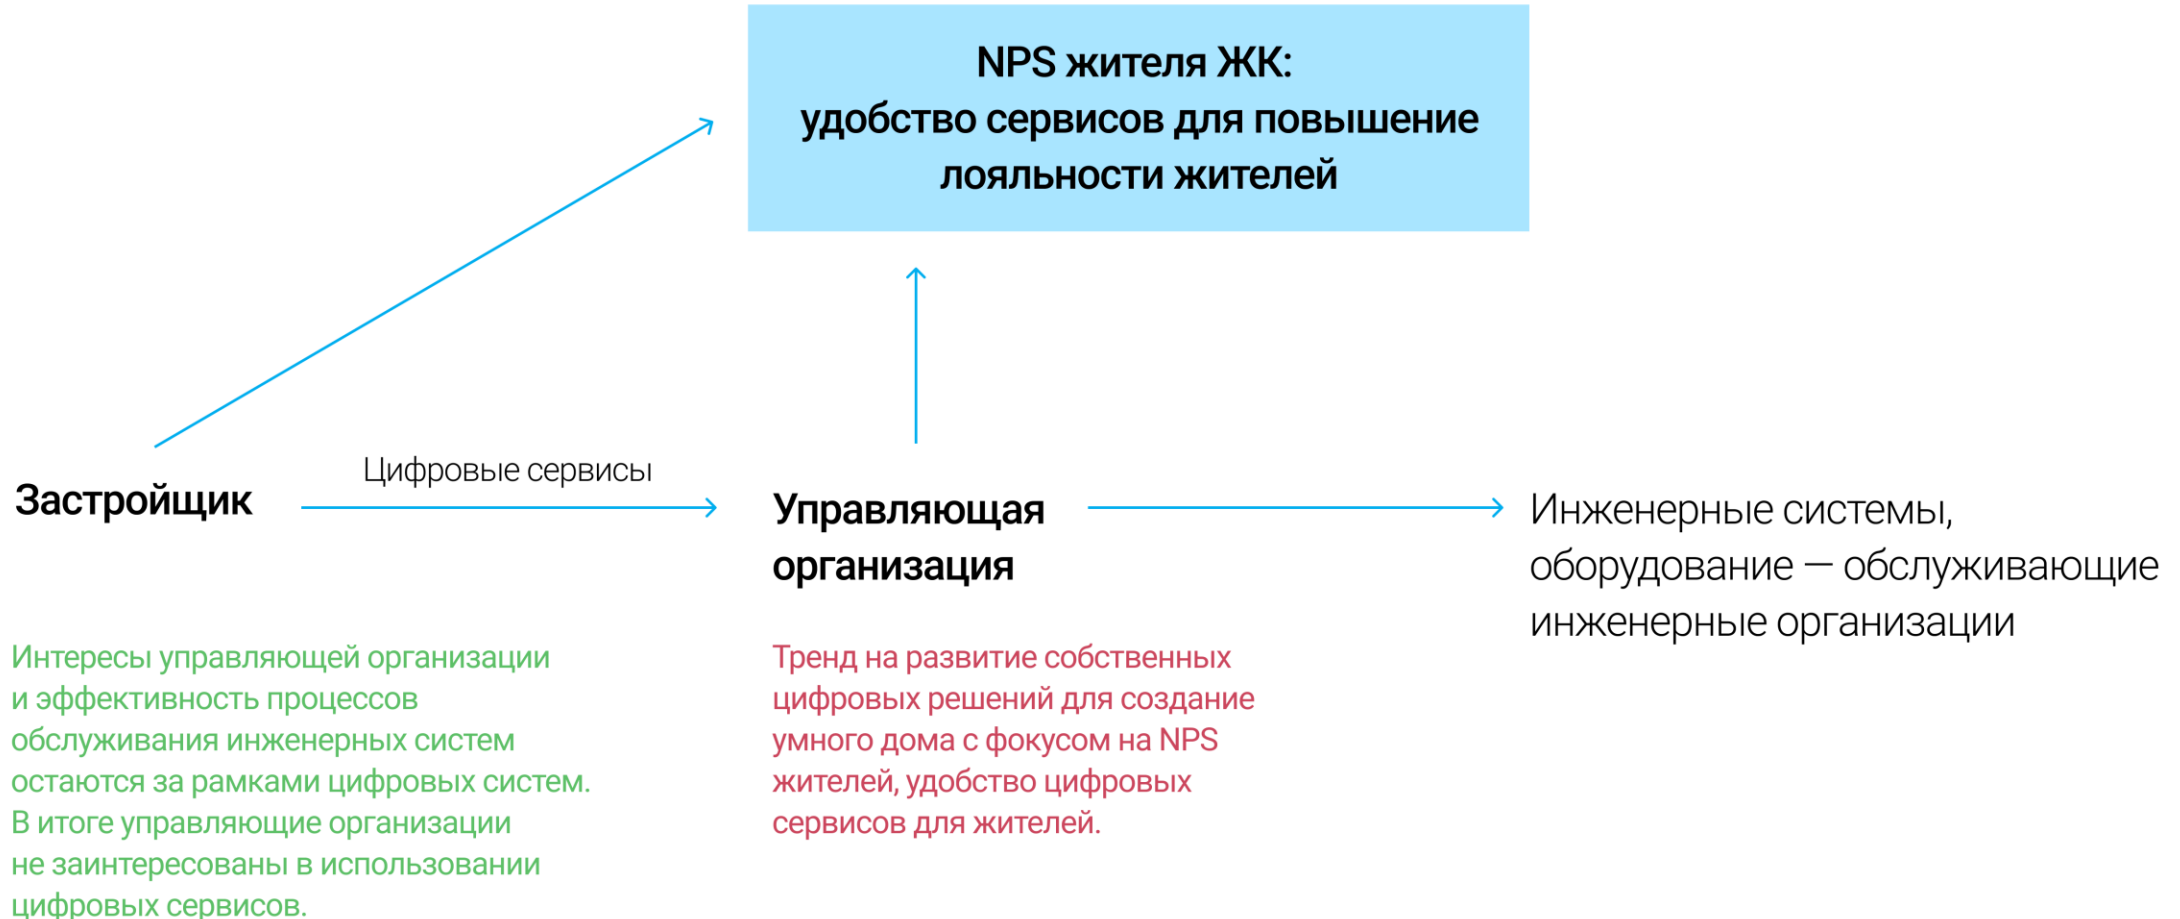 NPS жителя ЖК:
удобство сервисов для повышение
лояльности жителей
Цифровые сервисы
Застройщик
Управляющая
организация
Инженерные системы,
оборудование — обслуживающие
инженерные организации
Интересы управляющей организации
и эффективность процессов
обслуживания инженерных систем
остаются за рамками цифровых систем.
В итоге управляющие организации
не заинтересованы в использовании
цифровых сервисов.
Тренд на развитие собственных
цифровых решений для создание
умного дома с фокусом на NPS
жителей, удобство цифровых
сервисов для жителей.